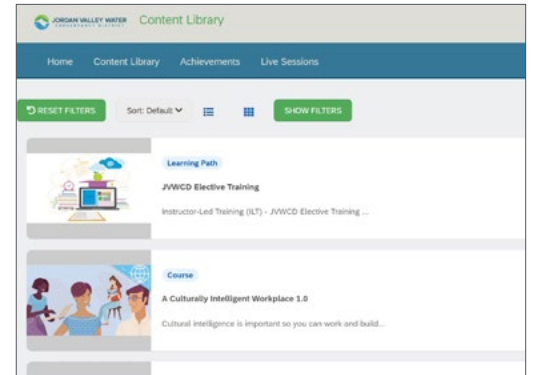 JORDAN VALLEY WATER
CONSERVANCY DISTRICT
Content Library
Home Content Library Achievements Live Sessions
RESET FILTERS Sort: Default SHOW FILTERS
Learning Path
JVWCD Elective Training
Instructor-Led Training (ILT) - JVWCD Elective Training ...
Course
A Culturally Intelligent Workplace 1.0
Cultural intelligence is important so you can work and build...